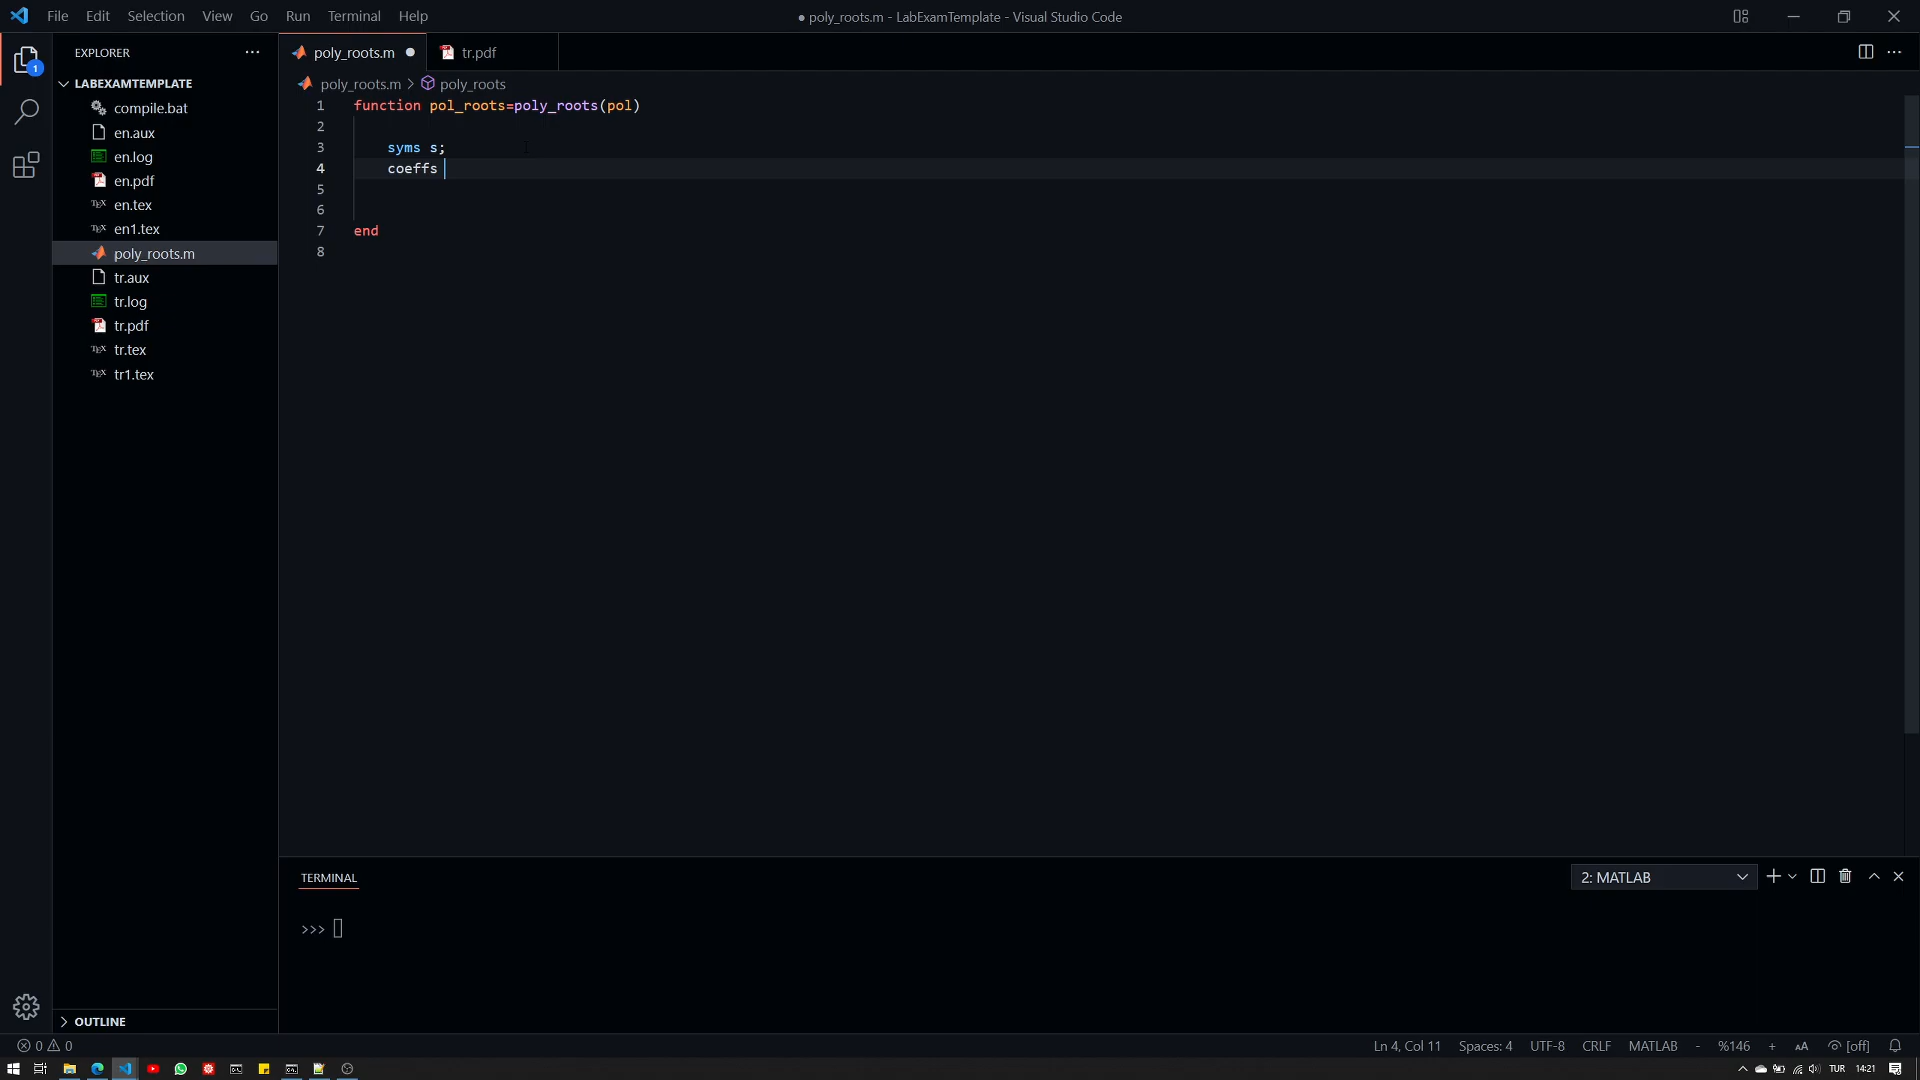 File Edit Selection View Go Run Terminal Help
● poly_roots.m - LabExamTemplate - Visual Studio Code
EXPLORER
1
LABEXAMTEMPLATE
compile.bat
en.aux
en.log
en.pdf
en.tex
en1.tex
poly_roots.m
tr.aux
tr.log
tr.pdf
tr.tex
tr1.tex
OUTLINE
poly_roots.m ● tr.pdf
poly_roots.m > poly_roots
1 function pol_roots=poly_roots(pol)
2
3 syms s;
4 coeffs
5
6
7 end
8
TERMINAL
2: MATLAB
>>>
0 0
Ln 4, Col 11 Spaces: 4 UTF-8 CRLF MATLAB - %146 + AA [off]
TUR 14:21